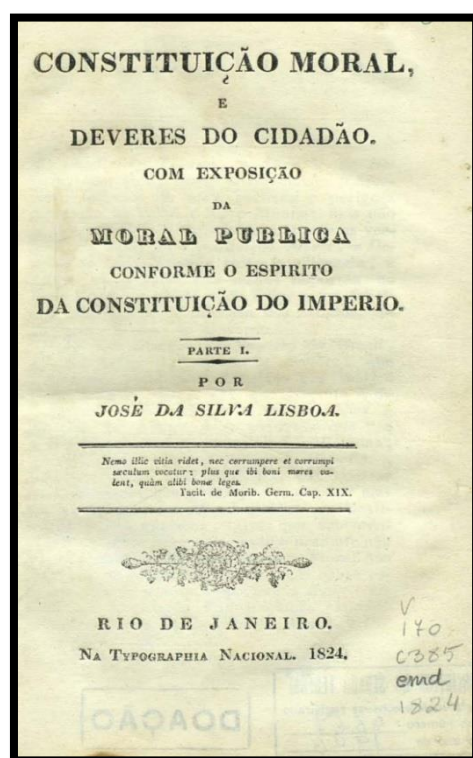 CONSTITUIÇÃO MORAL,
E
DEVERES DO CIDADÃO.
COM EXPOSIÇÃO
DA
MORAL PUBLICA
CONFORME O ESPIRITO
DA CONSTITUIÇÃO DO IMPERIO.
PARTE I.
POR
JOSÉ DA SILVA LISBOA.
Nemo illic vitia ridet, nec corrumpere et corrumpi
sæculum vocatur: plus que ibi boni mores va-
lent, quàm alibi bonæ leges.
Tacit. de Morib. Germ. Cap. XIX.
RIO DE JANEIRO.
NA TYPOGRAPHIA NACIONAL. 1824.
V
170
C385
emd
1824
DOAÇÃO